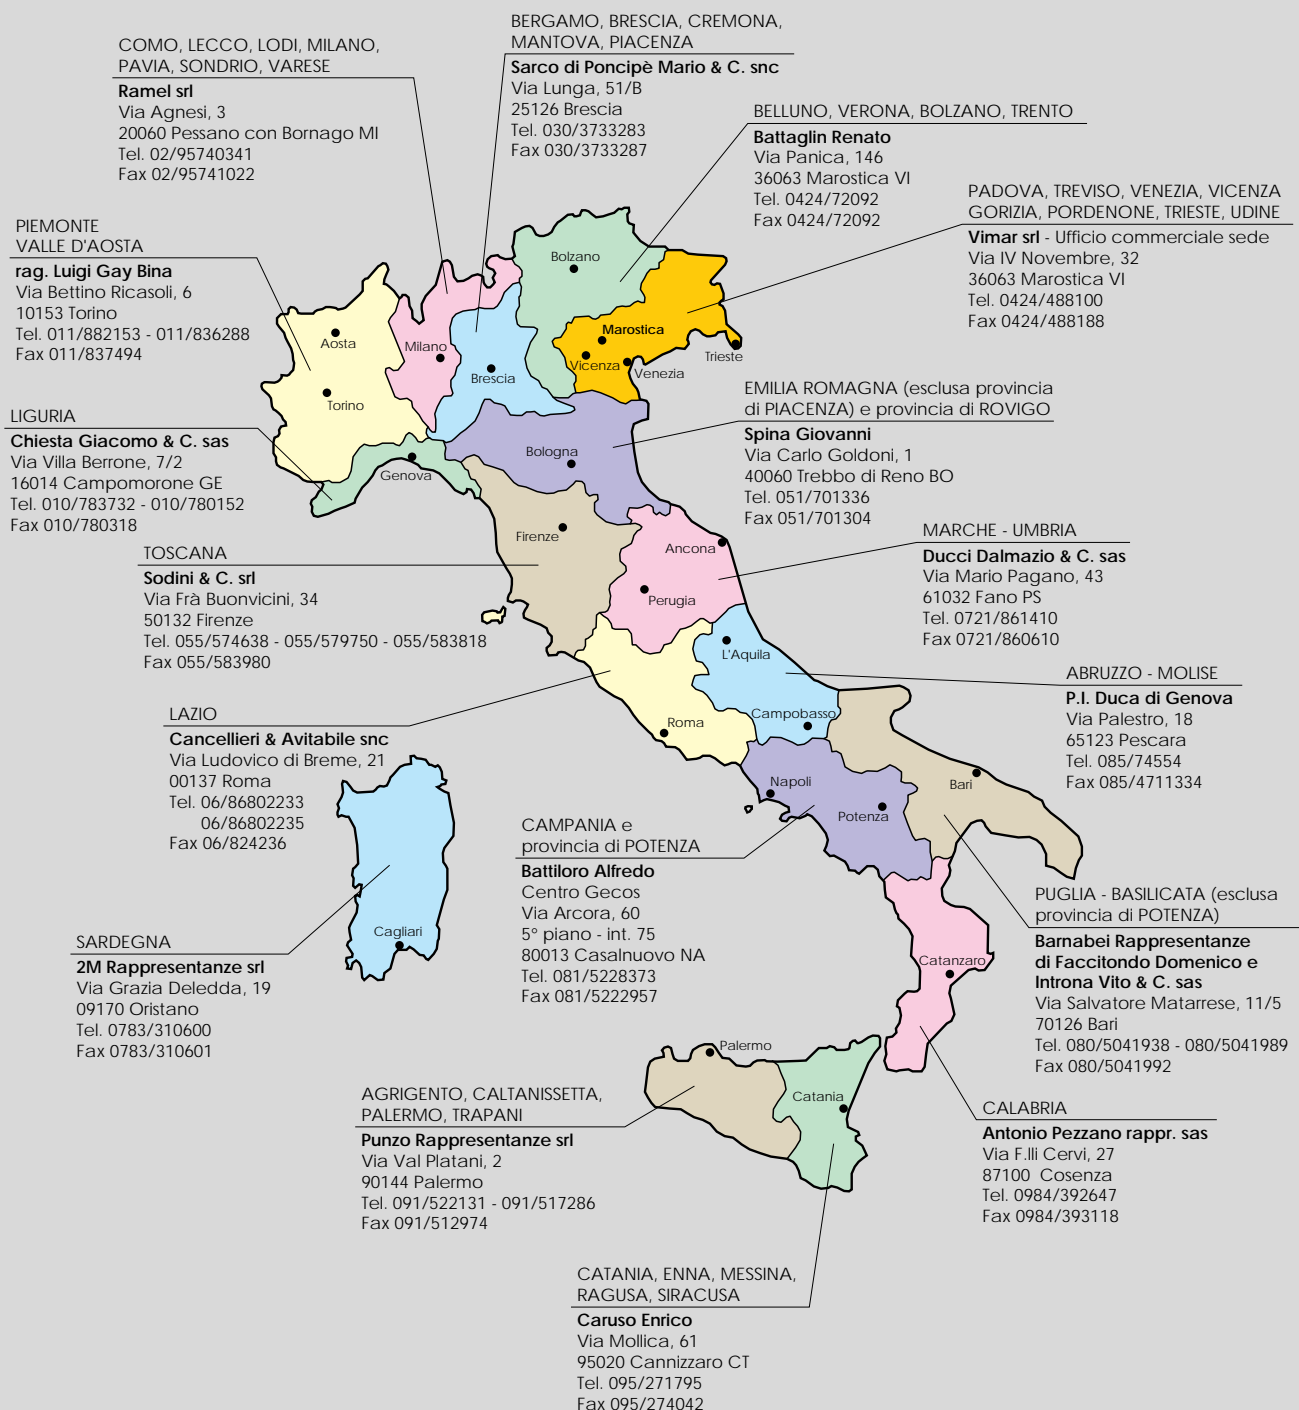 COMO, LECCO, LODI, MILANO,
PAVIA, SONDRIO, VARESE
Ramel srl
Via Agnesi, 3
20060 Pessano con Bornago MI
Tel. 02/95740341
Fax 02/95741022
BERGAMO, BRESCIA, CREMONA,
MANTOVA, PIACENZA
Sarco di Poncipè Mario & C. snc
Via Lunga, 51/B
25126 Brescia
Tel. 030/3733283
Fax 030/3733287
BELLUNO, VERONA, BOLZANO, TRENTO
Battaglin Renato
Via Panica, 146
36063 Marostica VI
Tel. 0424/72092
Fax 0424/72092
PADOVA, TREVISO, VENEZIA, VICENZA
GORIZIA, PORDENONE, TRIESTE, UDINE
Vimar srl - Ufficio commerciale sede
Via IV Novembre, 32
36063 Marostica VI
Tel. 0424/488100
Fax 0424/488188
PIEMONTE
VALLE D'AOSTA
rag. Luigi Gay Bina
Via Bettino Ricasoli, 6
10153 Torino
Tel. 011/882153 - 011/836288
Fax 011/837494
EMILIA ROMAGNA (esclusa provincia
di PIACENZA) e provincia di ROVIGO
Spina Giovanni
Via Carlo Goldoni, 1
40060 Trebbo di Reno BO
Tel. 051/701336
Fax 051/701304
LIGURIA
Chiesta Giacomo & C. sas
Via Villa Berrone, 7/2
16014 Campomorone GE
Tel. 010/783732 - 010/780152
Fax 010/780318
MARCHE - UMBRIA
Ducci Dalmazio & C. sas
Via Mario Pagano, 43
61032 Fano PS
Tel. 0721/861410
Fax 0721/860610
TOSCANA
Sodini & C. srl
Via Frà Buonvicini, 34
50132 Firenze
Tel. 055/574638 - 055/579750 - 055/583818
Fax 055/583980
ABRUZZO - MOLISE
P.I. Duca di Genova
Via Palestro, 18
65123 Pescara
Tel. 085/74554
Fax 085/4711334
LAZIO
Cancellieri & Avitabile snc
Via Ludovico di Breme, 21
00137 Roma
Tel. 06/86802233
06/86802235
Fax 06/824236
CAMPANIA e
provincia di POTENZA
Battiloro Alfredo
Centro Gecos
Via Arcora, 60
5° piano - int. 75
80013 Casalnuovo NA
Tel. 081/5228373
Fax 081/5222957
PUGLIA - BASILICATA (esclusa
provincia di POTENZA)
Barnabei Rappresentanze
di Faccitondo Domenico e
Introna Vito & C. sas
Via Salvatore Matarrese, 11/5
70126 Bari
Tel. 080/5041938 - 080/5041989
Fax 080/5041992
SARDEGNA
2M Rappresentanze srl
Via Grazia Deledda, 19
09170 Oristano
Tel. 0783/310600
Fax 0783/310601
AGRIGENTO, CALTANISSETTA,
PALERMO, TRAPANI
Punzo Rappresentanze srl
Via Val Platani, 2
90144 Palermo
Tel. 091/522131 - 091/517286
Fax 091/512974
CALABRIA
Antonio Pezzano rappr. sas
Via F.lli Cervi, 27
87100 Cosenza
Tel. 0984/392647
Fax 0984/393118
CATANIA, ENNA, MESSINA,
RAGUSA, SIRACUSA
Caruso Enrico
Via Mollica, 61
95020 Cannizzaro CT
Tel. 095/271795
Fax 095/274042
Bolzano
Aosta
Milano
Marostica
Vicenza
Venezia
Trieste
Brescia
Torino
Bologna
Genova
Firenze
Ancona
Perugia
L'Aquila
Roma
Campobasso
Napoli
Potenza
Bari
Cagliari
Catanzaro
Palermo
Catania